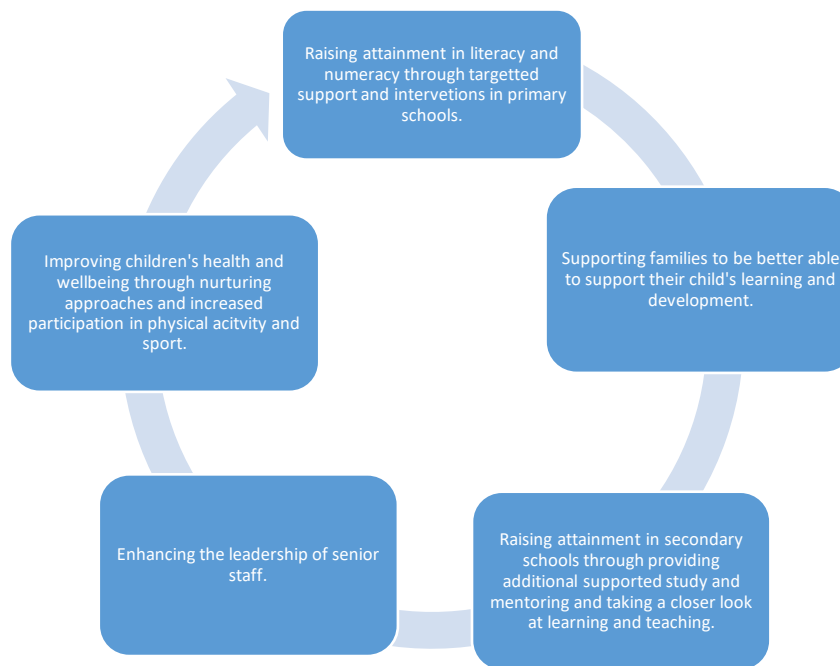 Raising attainment in literacy and
numeracy through targetted
support and intervetions in primary
schools.
Supporting families to be better able
to support their child's learning and
development.
Raising attainment in secondary
schools through providing
additional supported study and
mentoring and taking a closer look
at learning and teaching.
Enhancing the leadership of senior
staff.
Improving children's health and
wellbeing through nurturing
approaches and increased
participation in physical acitvity and
sport.